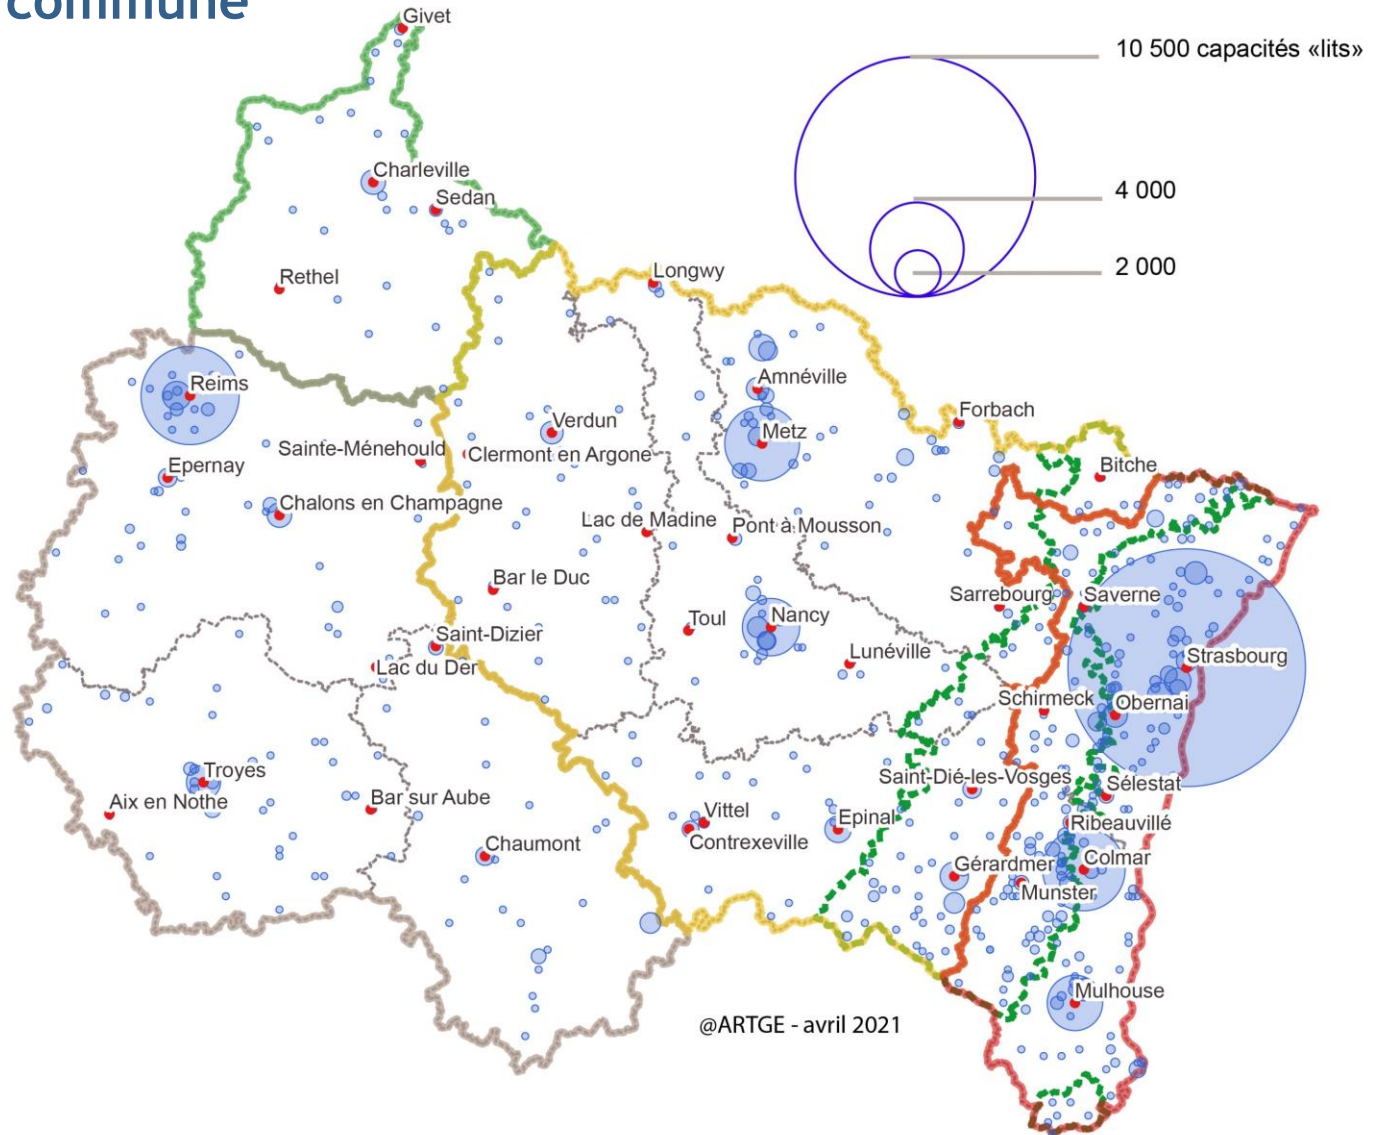 commune
Givet
10 500 capacités «lits»
Charleville
4 000
Sedan
2 000
Rethel
Longwy
Reims
Amnéville
Forbach
Verdun
Metz
Sainte-Ménehould
Clermont en Argone
Epernay
Bitche
Chalons en Champagne
Lac de Madine
Pont à Mousson
Bar le Duc
Sarrebourg
Saverne
Toul
Nancy
Saint-Dizier
Lunéville
Strasbourg
Lac du Der
Schirmeck
Obernai
Troyes
Saint-Dié-les-Vosges
Sélestat
Aix en Nothe
Bar sur Aube
Vittel
Epinal
Ribeauvillé
Chaumont
Contrexeville
Colmar
Gérardmer
Munster
Mulhouse
@ARTGE - avril 2021